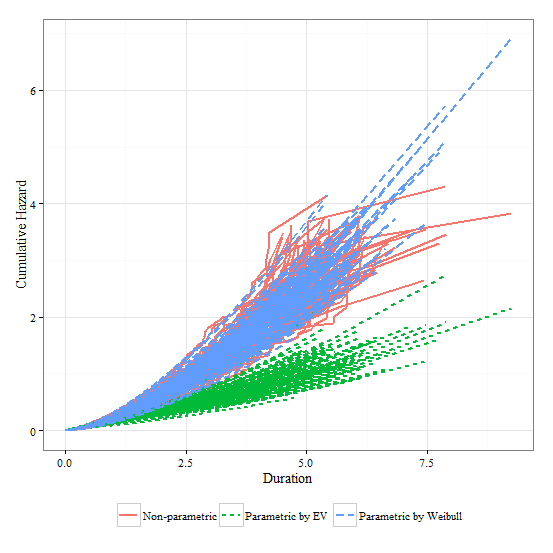 Cumulative Hazard
6
4
2
0
0.0 2.5 5.0 7.5
Duration
Non-parametric Parametric by EV Parametric by Weibull